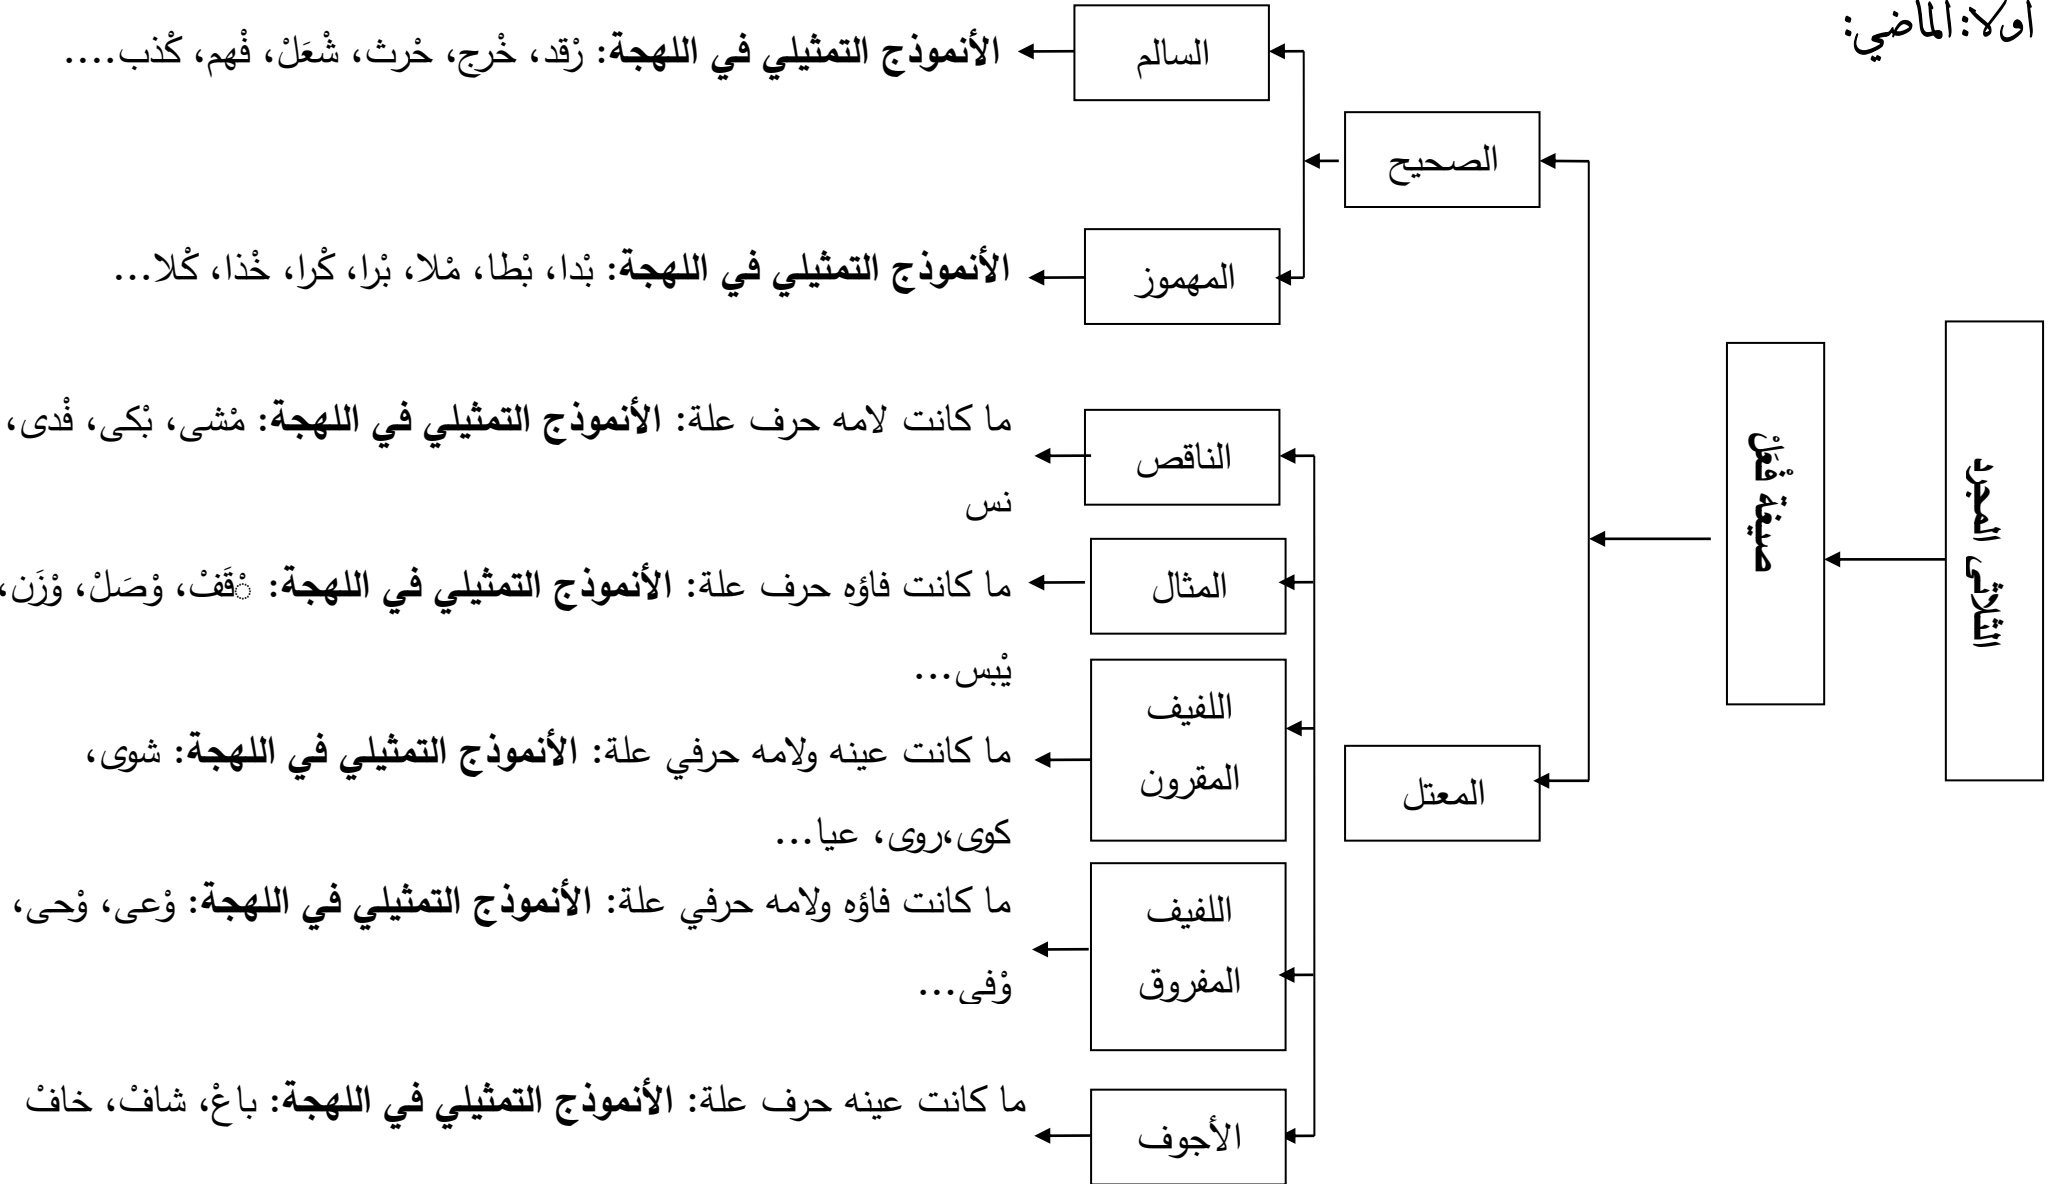 اولا: الماضي:
الثلاثي المجرد
صيغة فْعَلْ
الصحيح
السالم
الأنموذج التمثيلي في اللهجة: رْقد، خْرج، حْرث، شْعَلْ، فْهم، كْذب....
المهموز
الأنموذج التمثيلي في اللهجة: بْدا، بْطا، مْلا، بْرا، كْرا، خْذا، كْلا...
المعتل
الناقص
ما كانت لامه حرف علة: الأنموذج التمثيلي في اللهجة: مْشى، بْكى، فْدى،
نس
المثال
ما كانت فاؤه حرف علة: الأنموذج التمثيلي في اللهجة: ْقَفْ، وْصَلْ، وْزَن،
يْبس...
اللفيف
المقرون
ما كانت عينه ولامه حرفي علة: الأنموذج التمثيلي في اللهجة: شوى،
كوى،روى، عيا...
اللفيف
المفروق
ما كانت فاؤه ولامه حرفي علة: الأنموذج التمثيلي في اللهجة: وْعى، وْحى،
وْفى...
الأجوف
ما كانت عينه حرف علة: الأنموذج التمثيلي في اللهجة: باعْ، شافْ، خافْ